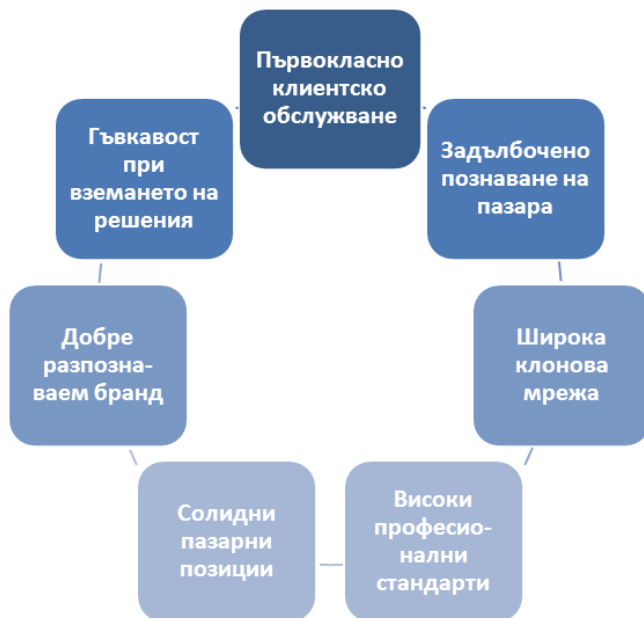 Първокласно
клиентско
обслужване
Задълбочено
познаване на
пазара
Широка
клонова
мрежа
Високи
професио-
нални
стандарти
Солидни
пазарни
позиции
Добре
разпозна-
ваем бранд
Гъвкавост
при
вземането на
решения